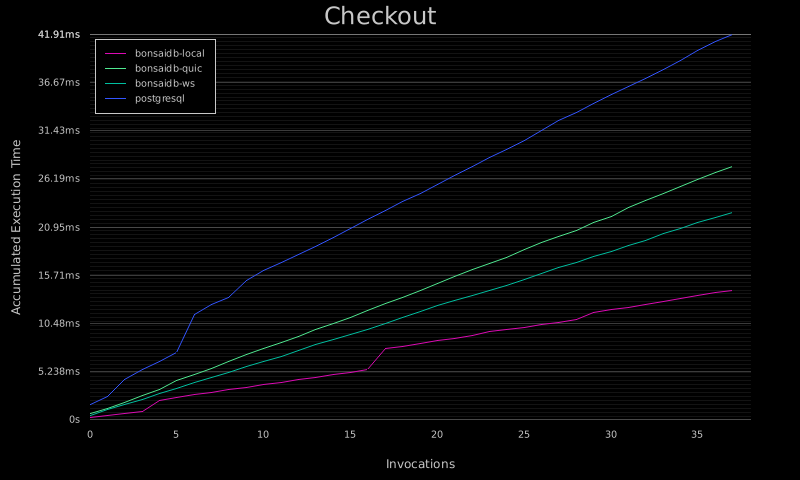 Checkout
41.91ms
36.67ms
31.43ms
26.19ms
20.95ms
15.71ms
10.48ms
5.238ms
0s
bonsaidb-local
bonsaidb-quic
bonsaidb-ws
postgresql
Accumulated Execution Time
0 5 10 15 20 25 30 35
Invocations